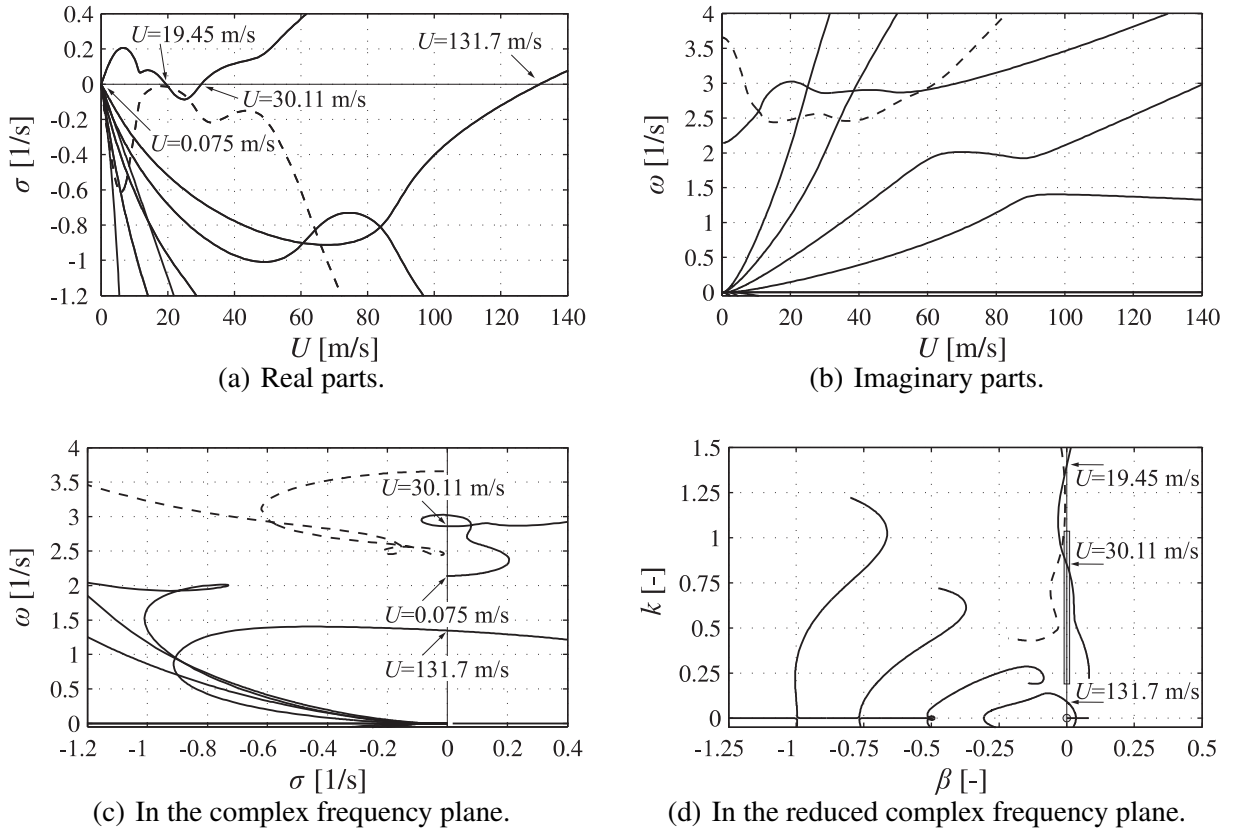 0.4
0.2
0
-0.2
-0.4
-0.6
-0.8
-1
-1.2
σ [1/s]
U=19.45 m/s
U=131.7 m/s
U=30.11 m/s
U=0.075 m/s
0 20 40 60 80 100 120 140
U [m/s]
(a) Real parts.
4
3.5
3
2.5
2
1.5
1
0.5
0
ω [1/s]
0 20 40 60 80 100 120 140
U [m/s]
(b) Imaginary parts.
4
3.5
3
2.5
2
1.5
1
0.5
0
ω [1/s]
U=30.11 m/s
U=0.075 m/s
U=131.7 m/s
-1.2 -1 -0.8 -0.6 -0.4 -0.2 0 0.2 0.4
σ [1/s]
(c) In the complex frequency plane.
1.5
1.25
1
0.75
0.5
0.25
0
k [-]
U=19.45 m/s
U=30.11 m/s
U=131.7 m/s
-1.25 -1 -0.75 -0.5 -0.25 0 0.25 0.5
β [-]
(d) In the reduced complex frequency plane.